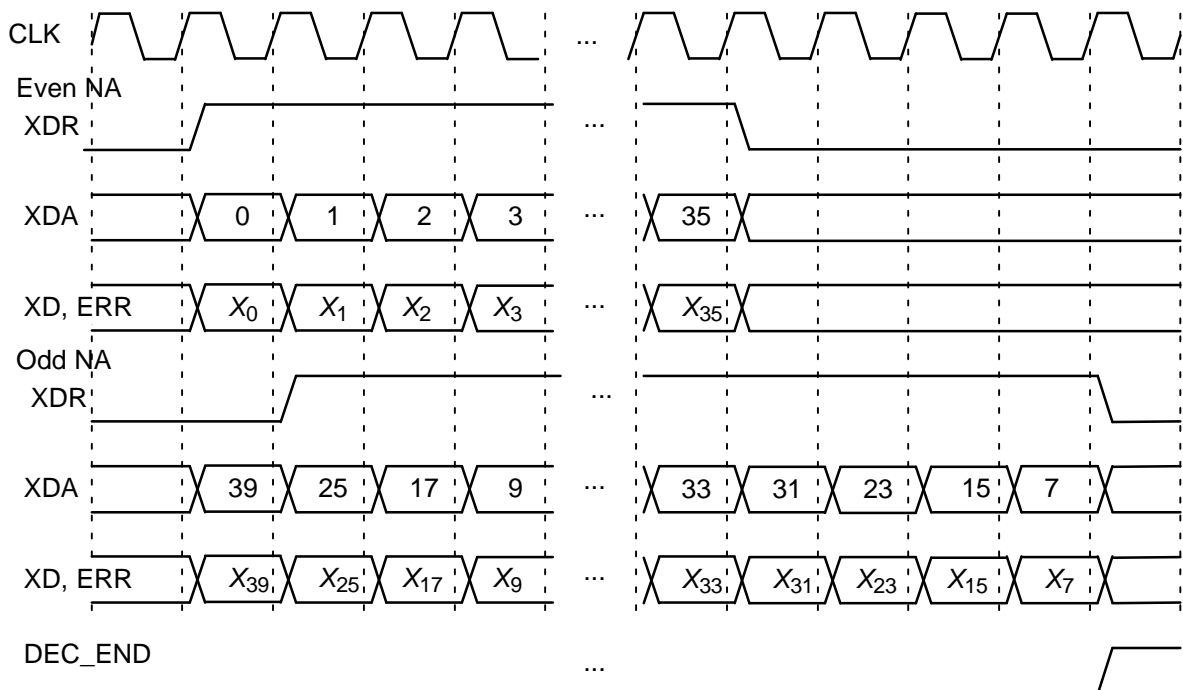 CLK ...
Even NA
XDR ...
XDA 0 1 2 3 ... 35
XD, ERR X0 X1 X2 X3 ... X35
Odd NA
XDR ...
XDA 39 25 17 9 ... 33 31 23 15 7
XD, ERR X39 X25 X17 X9 ... X33 X31 X23 X15 X7
DEC_END ...